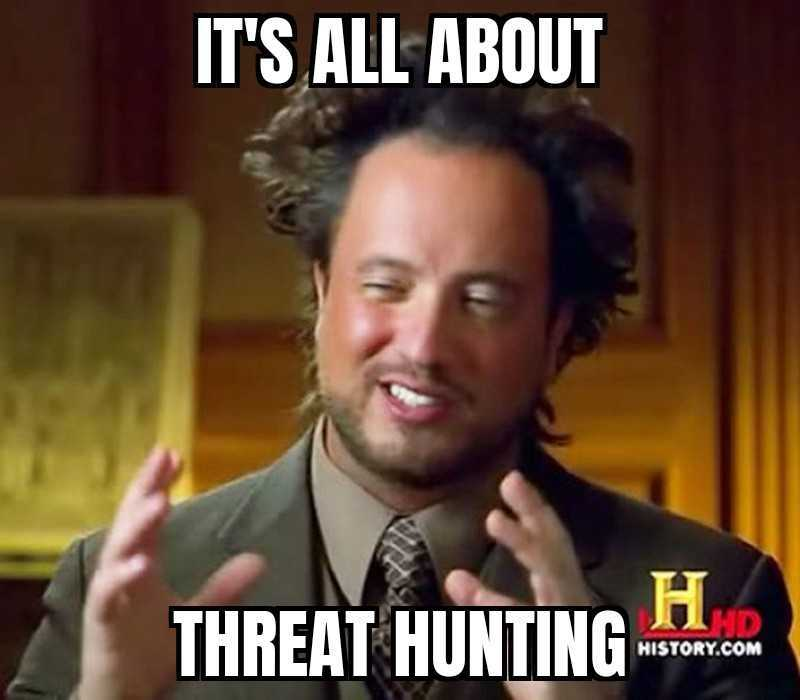 IT'S ALL ABOUT
THREAT HUNTING
H HD
HISTORY.COM